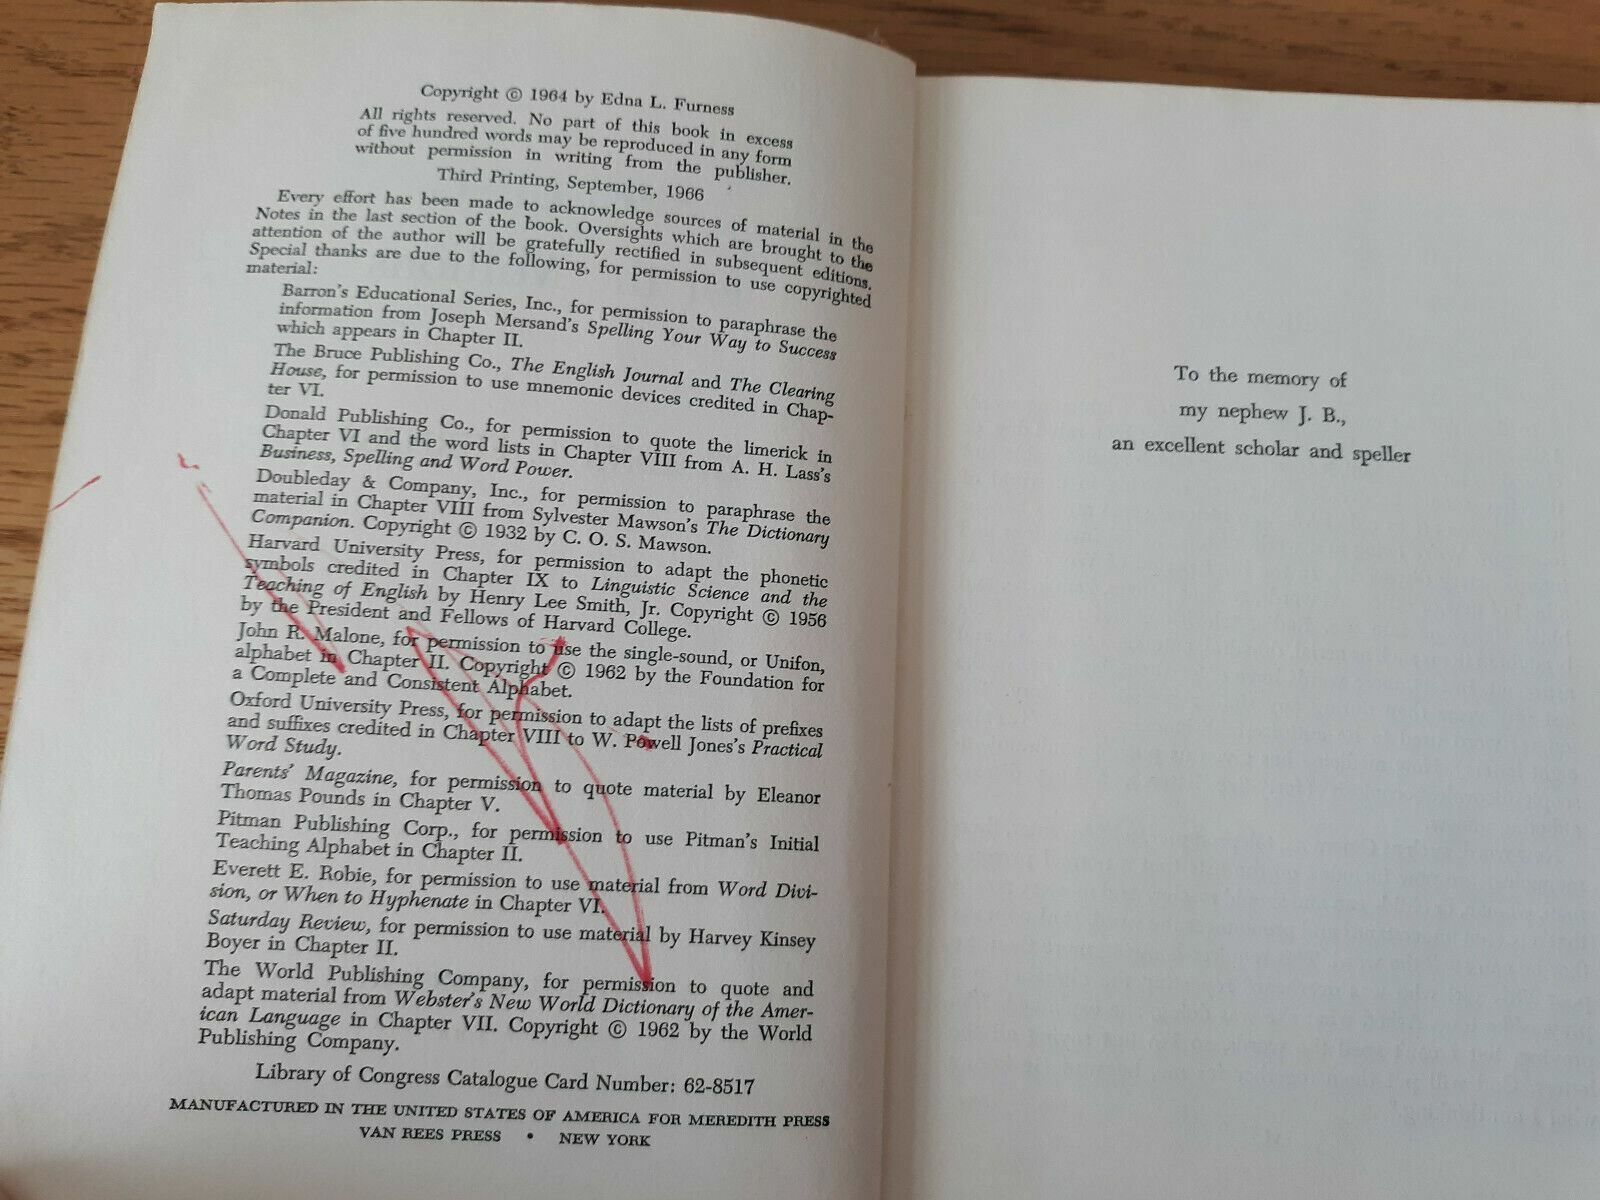 Copyright © 1964 by Edna L. Furness
All rights reserved. No part of this book in excess
of five hundred words may be reproduced in any form
without permission in writing from the publisher.
Third Printing, September, 1966
Every effort has been made to acknowledge sources of material in the
Notes in the last section of the book. Oversights which are brought to the
attention of the author will be gratefully rectified in subsequent editions.
Special thanks are due to the following, for permission to use copyrighted
material:
Barron's Educational Series, Inc., for permission to paraphrase the
information from Joseph Mersand's Spelling Your Way to Success
which appears in Chapter II.
The Bruce Publishing Co., The English Journal and The Clearing
House, for permission to use mnemonic devices credited in Chap-
ter VI.
Donald Publishing Co., for permission to quote the limerick in
Chapter VI and the word lists in Chapter VIII from A. H. Lass's
Business, Spelling and Word Power.
Doubleday & Company, Inc., for permission to paraphrase the
material in Chapter VIII from Sylvester Mawson's The Dictionary
Companion. Copyright © 1932 by C. O. S. Mawson.
Harvard University Press, for permission to adapt the phonetic
symbols credited in Chapter IX to Linguistic Science and the
Teaching of English by Henry Lee Smith, Jr. Copyright © 1956
by the President and Fellows of Harvard College.
John R. Malone, for permission to use the single-sound, or Unifon,
alphabet in Chapter II. Copyright © 1962 by the Foundation for
a Complete and Consistent Alphabet.
Oxford University Press, for permission to adapt the lists of prefixes
and suffixes credited in Chapter VIII to W. Powell Jones's Practical
Word Study.
Parents' Magazine, for permission to quote material by Eleanor
Thomas Pounds in Chapter V.
Pitman Publishing Corp., for permission to use Pitman's Initial
Teaching Alphabet in Chapter II.
Everett E. Robie, for permission to use material from Word Divi-
sion, or When to Hyphenate in Chapter VI.
Saturday Review, for permission to use material by Harvey Kinsey
Boyer in Chapter II.
The World Publishing Company, for permission to quote and
adapt material from Webster's New World Dictionary of the Amer-
ican Language in Chapter VII. Copyright © 1962 by the World
Publishing Company.
Library of Congress Catalogue Card Number: 62-8517
MANUFACTURED IN THE UNITED STATES OF AMERICA FOR MEREDITH PRESS
VAN REES PRESS • NEW YORK
To the memory of
my nephew J. B.,
an excellent scholar and speller